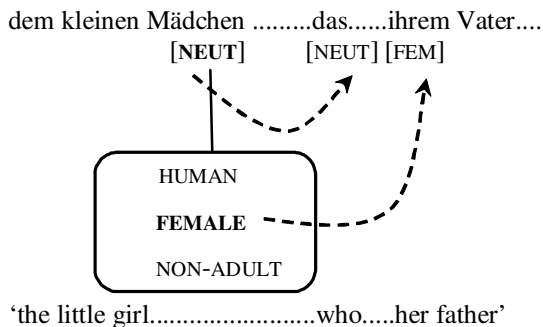 dem kleinen Mädchen .........das......ihrem Vater....
[NEUT] [NEUT] [FEM]
HUMAN
FEMALE
NON-ADULT
‘the little girl.......................who.....her father’